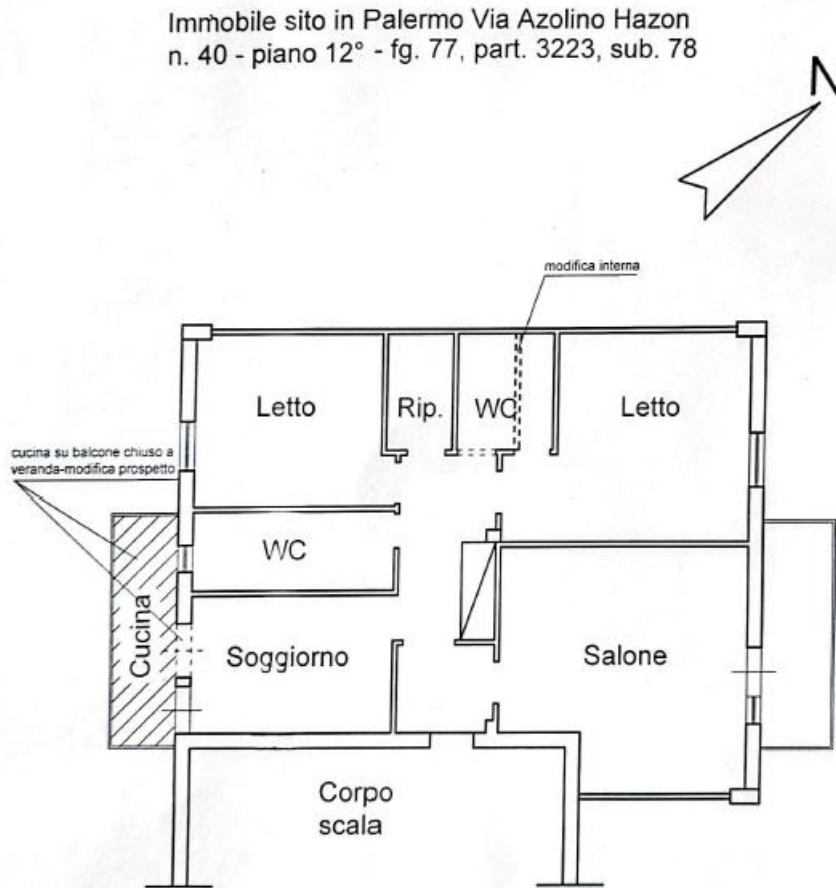 Immobile sito in Palermo Via Azolino Hazon
n. 40 - piano 12° - fg. 77, part. 3223, sub. 78
N
modifica interna
Letto
Rip.
WC
Letto
cucina su balcone chiuso a
veranda-modifica prospetto
WC
Cucina
Soggiorno
Salone
Corpo
scala